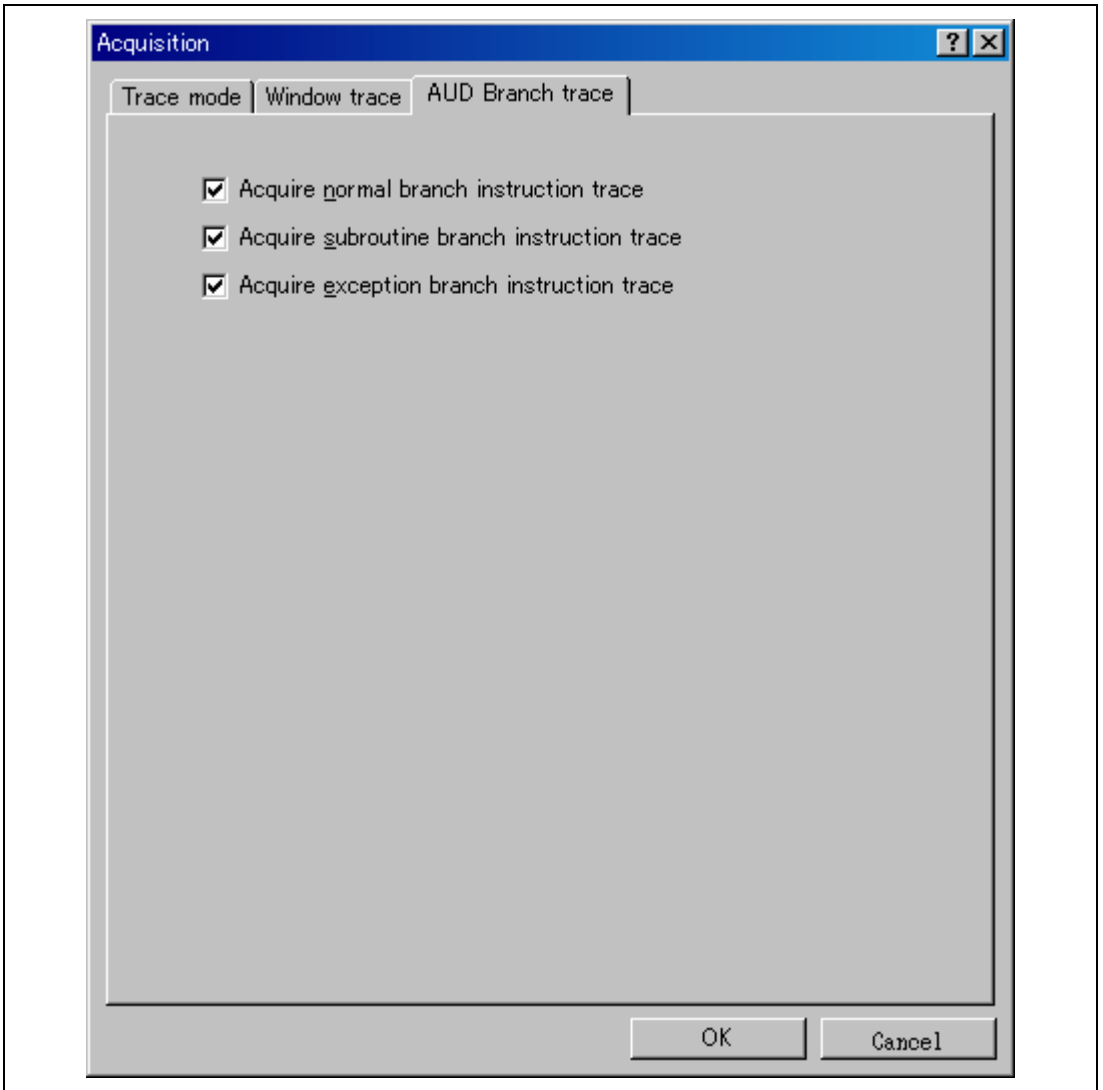 Acquisition
Trace mode Window trace AUD Branch trace
Acquire normal branch instruction trace
Acquire subroutine branch instruction trace
Acquire exception branch instruction trace
OK Cancel